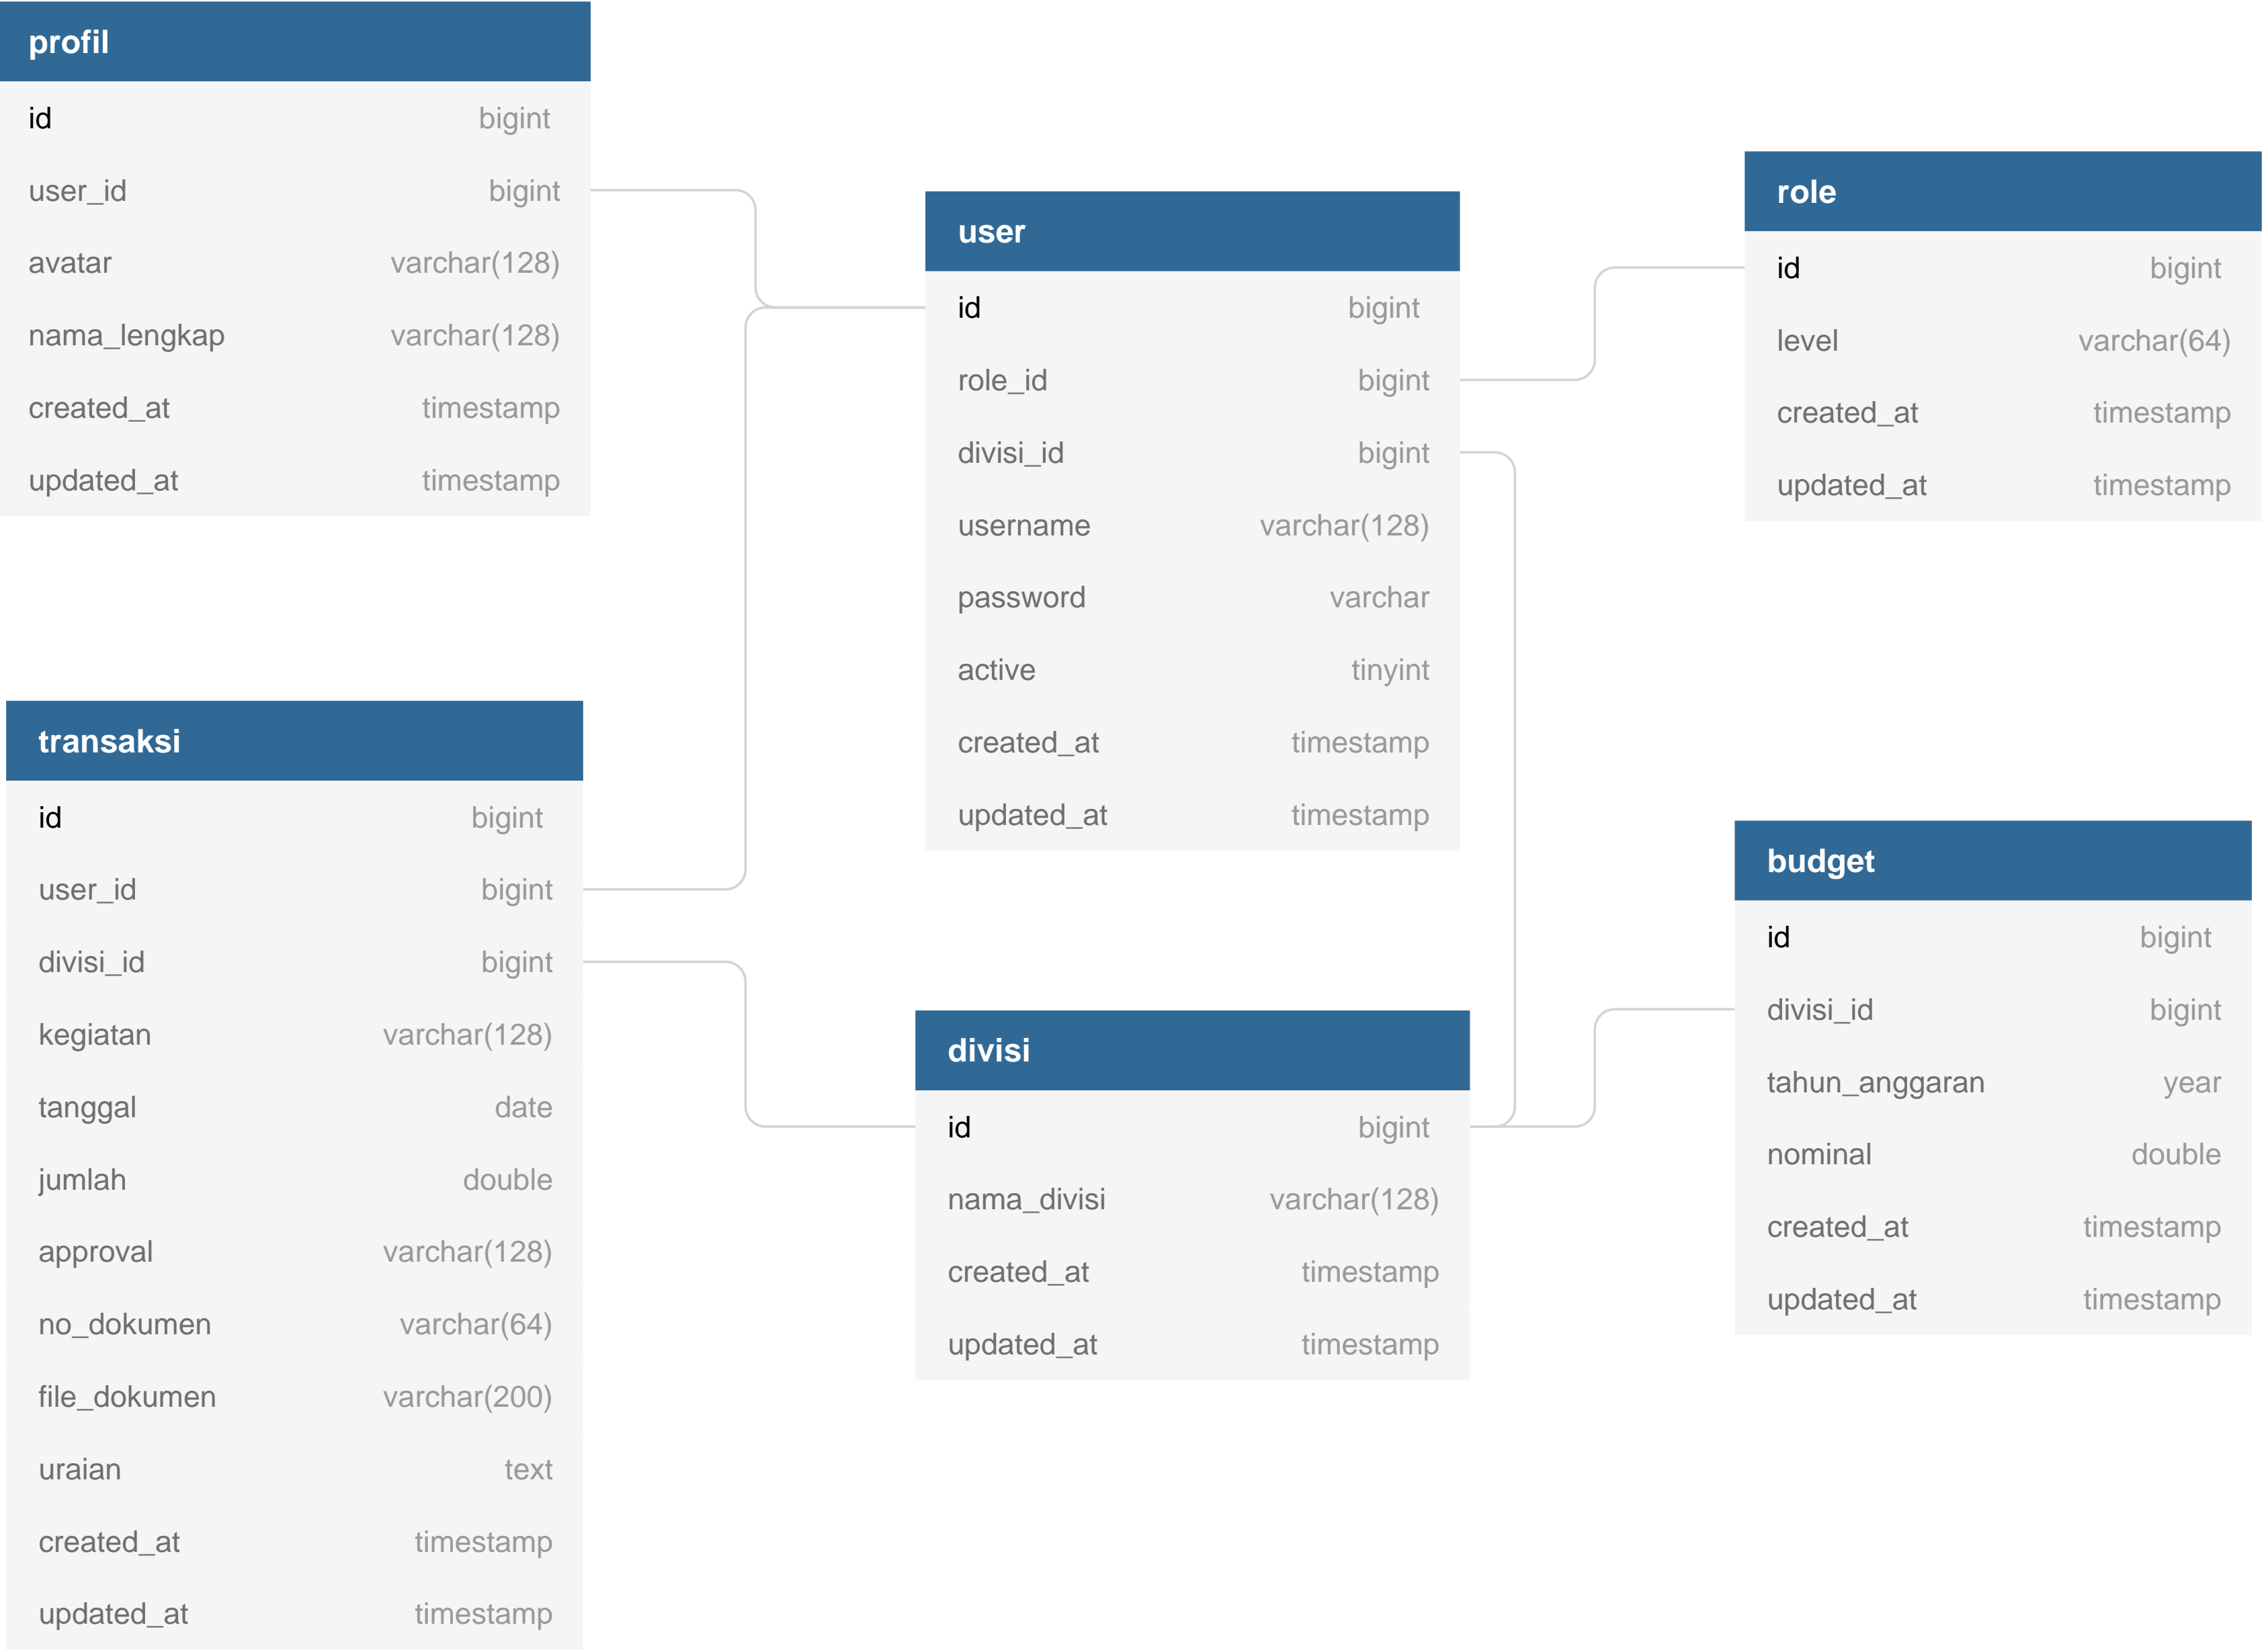 profil
id bigint
user_id bigint
avatar varchar(128)
nama_lengkap varchar(128)
created_at timestamp
updated_at timestamp
user
id bigint
role_id bigint
divisi_id bigint
username varchar(128)
password varchar
active tinyint
created_at timestamp
updated_at timestamp
role
id bigint
level varchar(64)
created_at timestamp
updated_at timestamp
transaksi
id bigint
user_id bigint
divisi_id bigint
kegiatan varchar(128)
tanggal date
jumlah double
approval varchar(128)
no_dokumen varchar(64)
file_dokumen varchar(200)
uraian text
created_at timestamp
updated_at timestamp
divisi
id bigint
nama_divisi varchar(128)
created_at timestamp
updated_at timestamp
budget
id bigint
divisi_id bigint
tahun_anggaran year
nominal double
created_at timestamp
updated_at timestamp